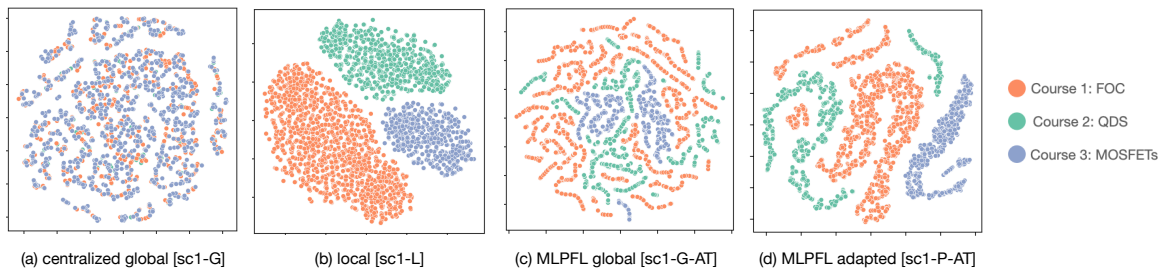 Course 1: FOC
Course 2: QDS
Course 3: MOSFETs
(a) centralized global [sc1-G]
(b) local [sc1-L]
(c) MLPFL global [sc1-G-AT]
(d) MLPFL adapted [sc1-P-AT]